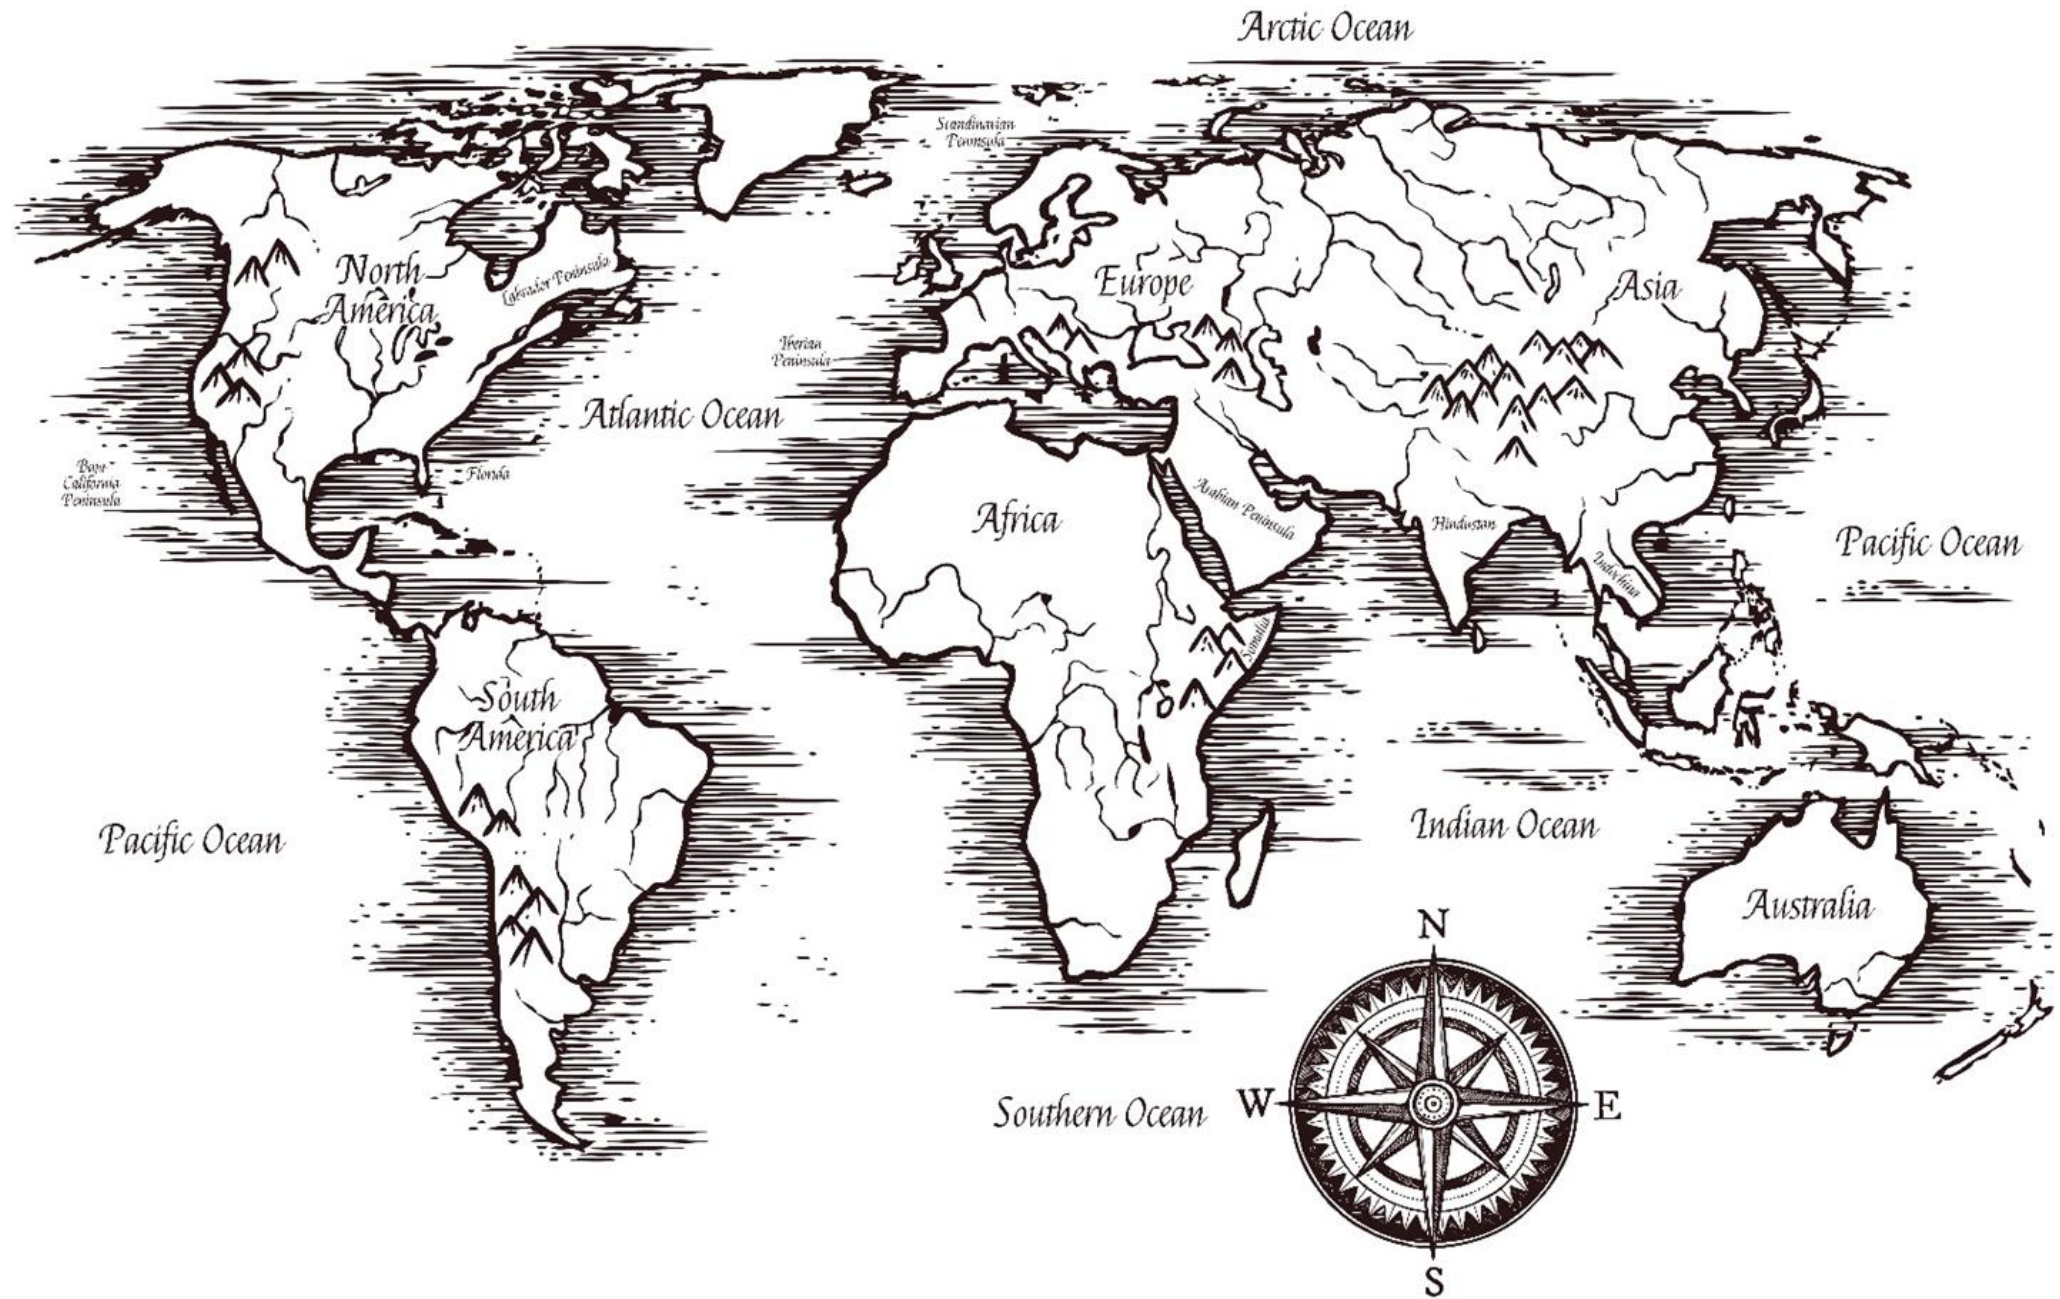 Arctic Ocean
Scandinavian
Peninsula
North
America
Labrador Peninsula
Europe
Asia
Iberian
Peninsula
Atlantic Ocean
Baja
California
Peninsula
Florida
Africa
Arabian Peninsula
Hindustan
Indochina
Pacific Ocean
Somalia
South
America
Pacific Ocean
Indian Ocean
Australia
N
W
E
S
Southern Ocean